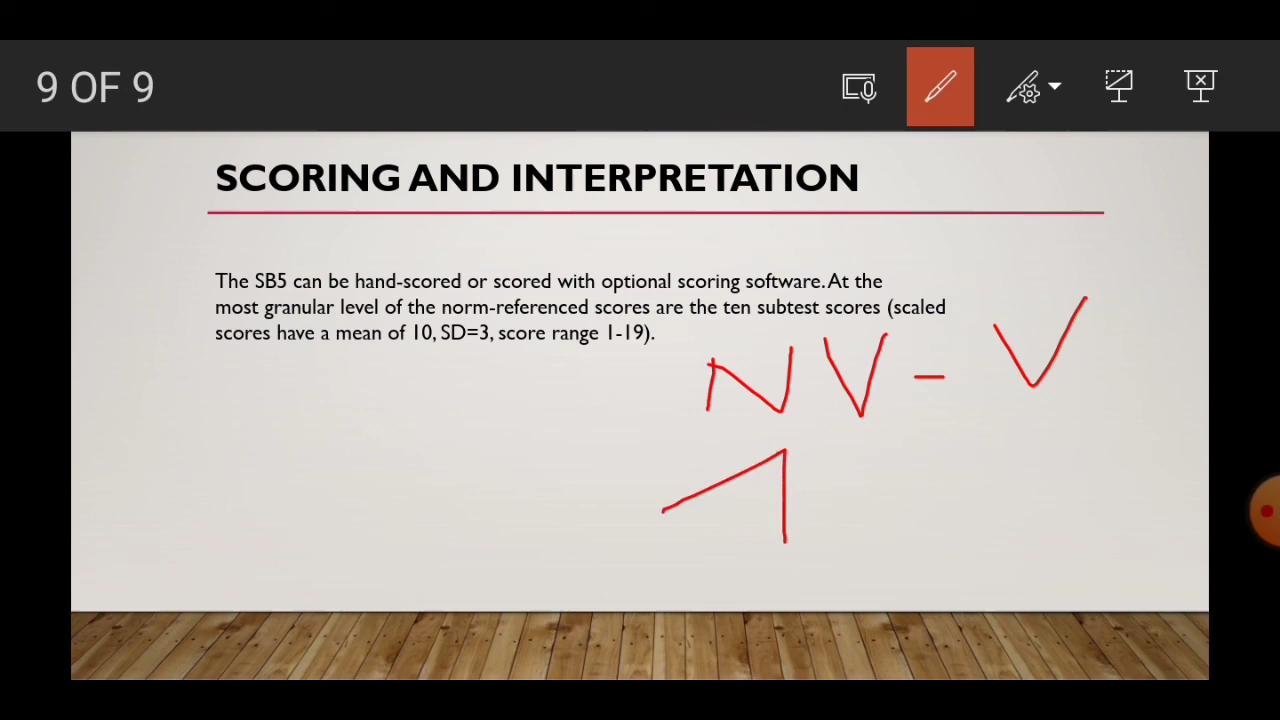 9 OF 9
SCORING AND INTERPRETATION
The SB5 can be hand-scored or scored with optional scoring software. At the
most granular level of the norm-referenced scores are the ten subtest scores (scaled
scores have a mean of 10, SD=3, score range 1-19).
NV - V
1